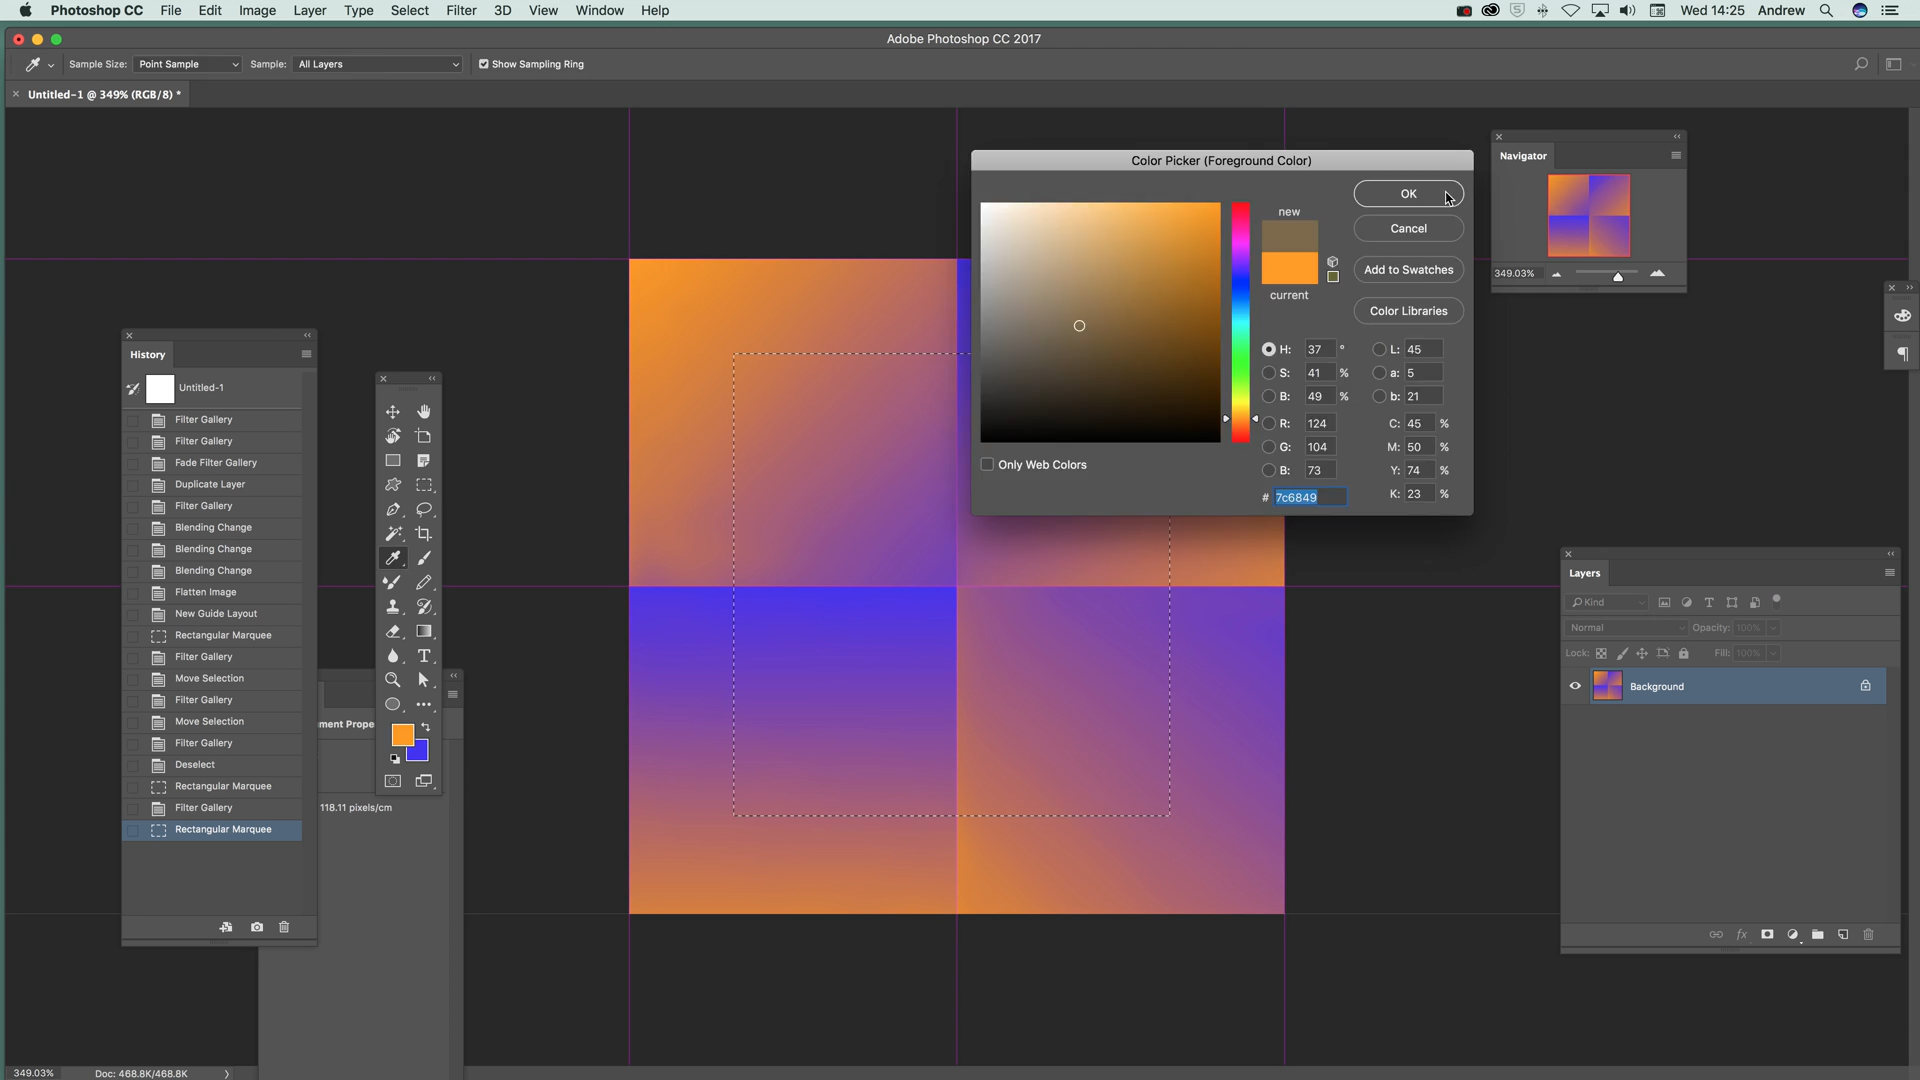 Photoshop CC File Edit Image Layer Type Select Filter 3D View Window Help Wed 14:25 Andrew
Adobe Photoshop CC 2017
Sample Size: Point Sample Sample: All Layers Show Sampling Ring
Untitled-1 @ 349% (RGB/8) *
Color Picker (Foreground Color)
new
current
OK
Cancel
Add to Swatches
Color Libraries
H: 37 ° L: 45
S: 41 % a: 5
B: 49 % b: 21
R: 124 C: 45 %
G: 104 M: 50 %
B: 73 Y: 74 %
# 7c6849 K: 23 %
Only Web Colors
Navigator
349.03%
History
Untitled-1
Filter Gallery
Filter Gallery
Fade Filter Gallery
Duplicate Layer
Filter Gallery
Blending Change
Blending Change
Blending Change
Flatten Image
New Guide Layout
Rectangular Marquee
Filter Gallery
Move Selection
Filter Gallery
Move Selection
Filter Gallery
Deselect
Rectangular Marquee
Filter Gallery
Rectangular Marquee
ment Prope
118.11 pixels/cm
Layers
Kind
Normal Opacity: 100%
Lock: Fill: 100%
Background
fx
349.03% Doc: 468.8K/468.8K